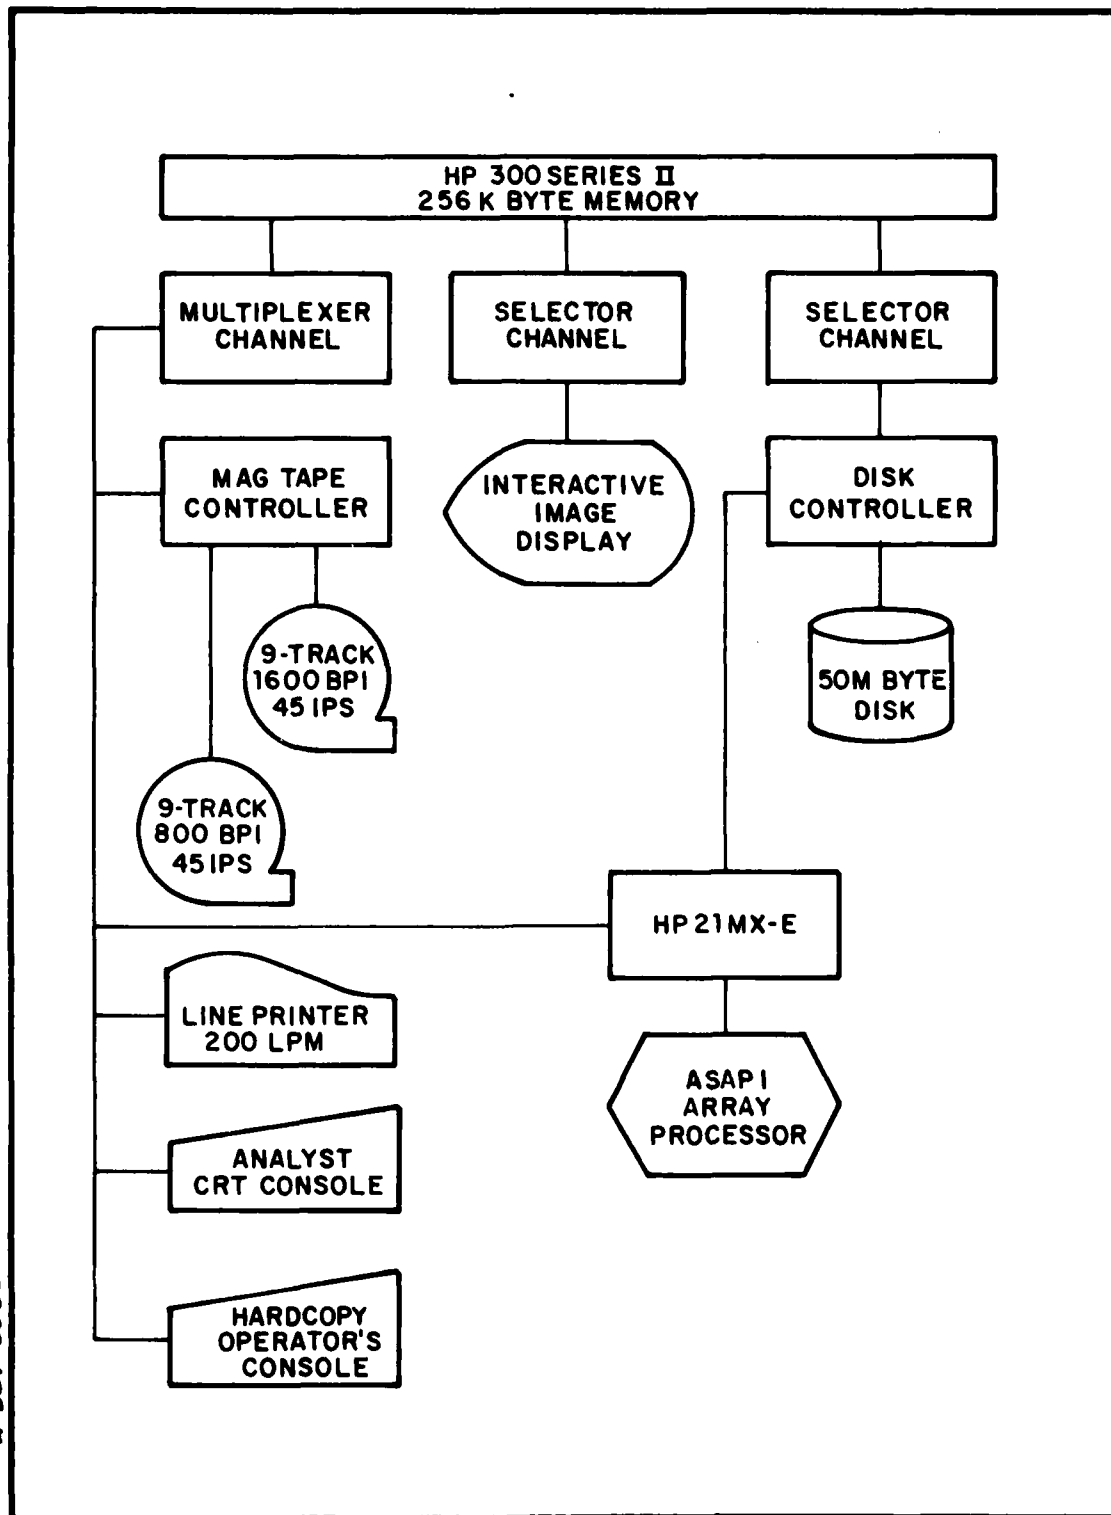 HP 300 SERIES II
256 K BYTE MEMORY
MULTIPLEXER
CHANNEL
SELECTOR
CHANNEL
SELECTOR
CHANNEL
MAG TAPE
CONTROLLER
INTERACTIVE
IMAGE
DISPLAY
DISK
CONTROLLER
9-TRACK
1600 BPI
45 IPS
50M BYTE
DISK
9-TRACK
800 BPI
45 IPS
HP 21 MX-E
LINE PRINTER
200 LPM
ASAP I
ARRAY
PROCESSOR
ANALYST
CRT CONSOLE
HARDCOPY
OPERATOR'S
CONSOLE